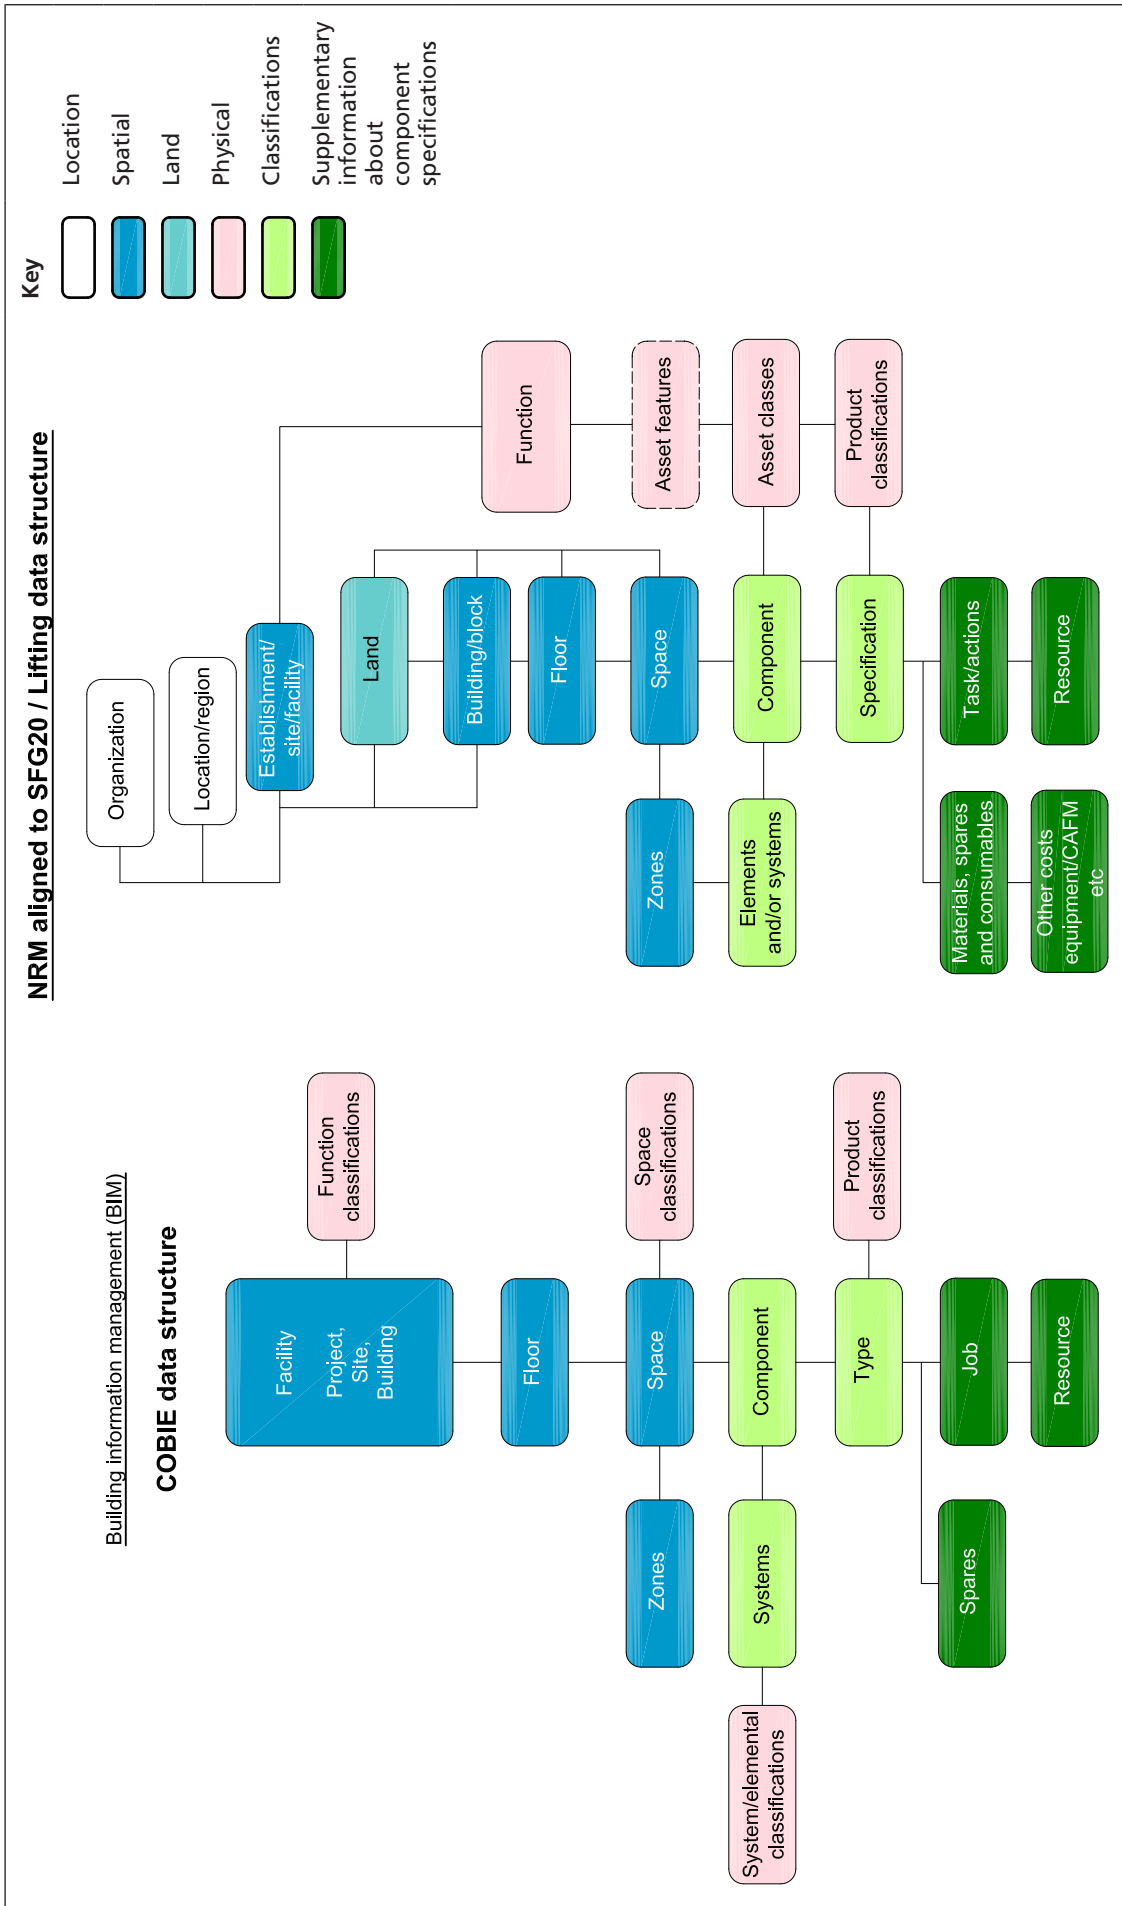 Building information management (BIM)
COBIE data structure
Facility
Project,
Site,
Building
Function
classifications
Floor
Zones
Space
Space
classifications
System/elemental
classifications
Systems
Component
Type
Product
classifications
Spares
Job
Resource
NRM aligned to SFG20 / Lifting data structure
Organization
Location/region
Establishment/
site/facility
Land
Building/block
Function
Floor
Zones
Space
Asset features
Elements
and/or systems
Component
Asset classes
Specification
Product
classifications
Materials, spares
and consumables
Task/actions
Other costs
equipment/CAFM
etc
Resource
Key
Location
Spatial
Land
Physical
Classifications
Supplementary
information
about
component
specifications